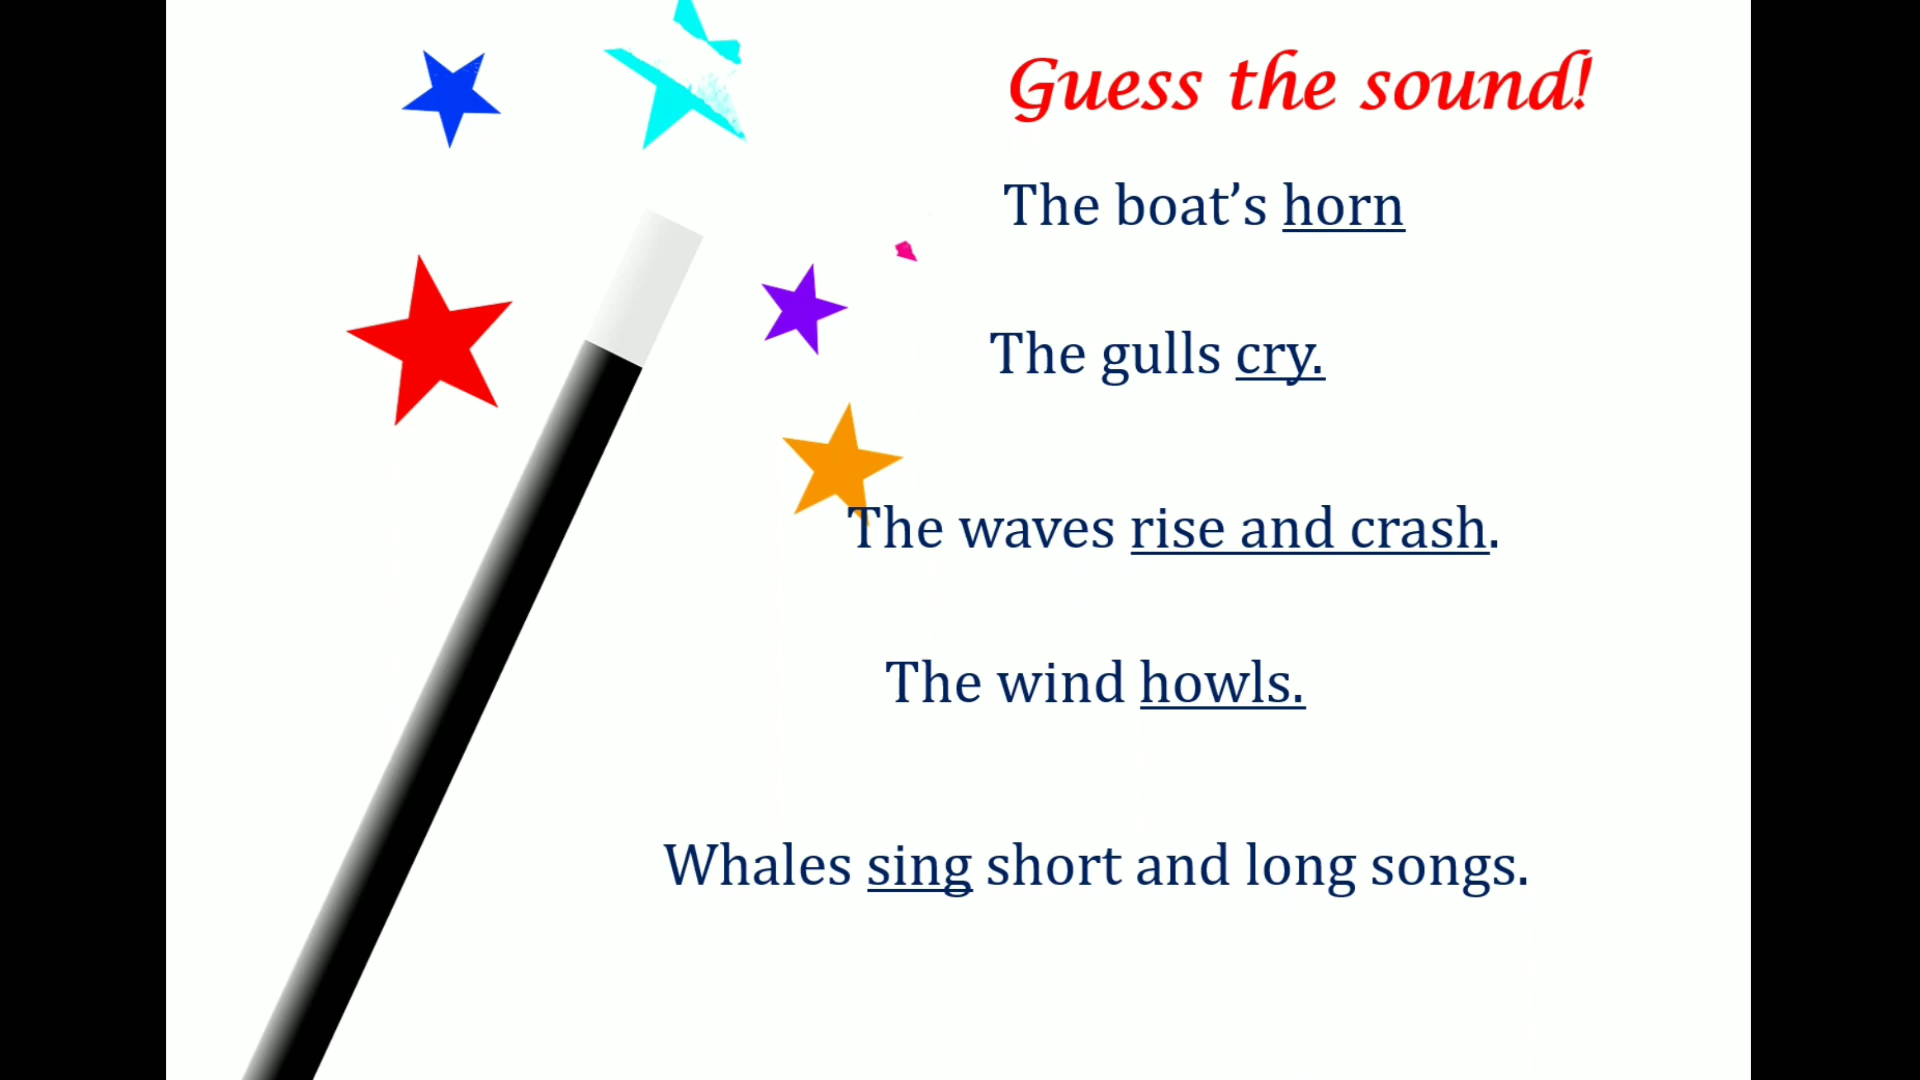 Guess the sound!
The boat’s horn
The gulls cry.
The waves rise and crash.
The wind howls.
Whales sing short and long songs.